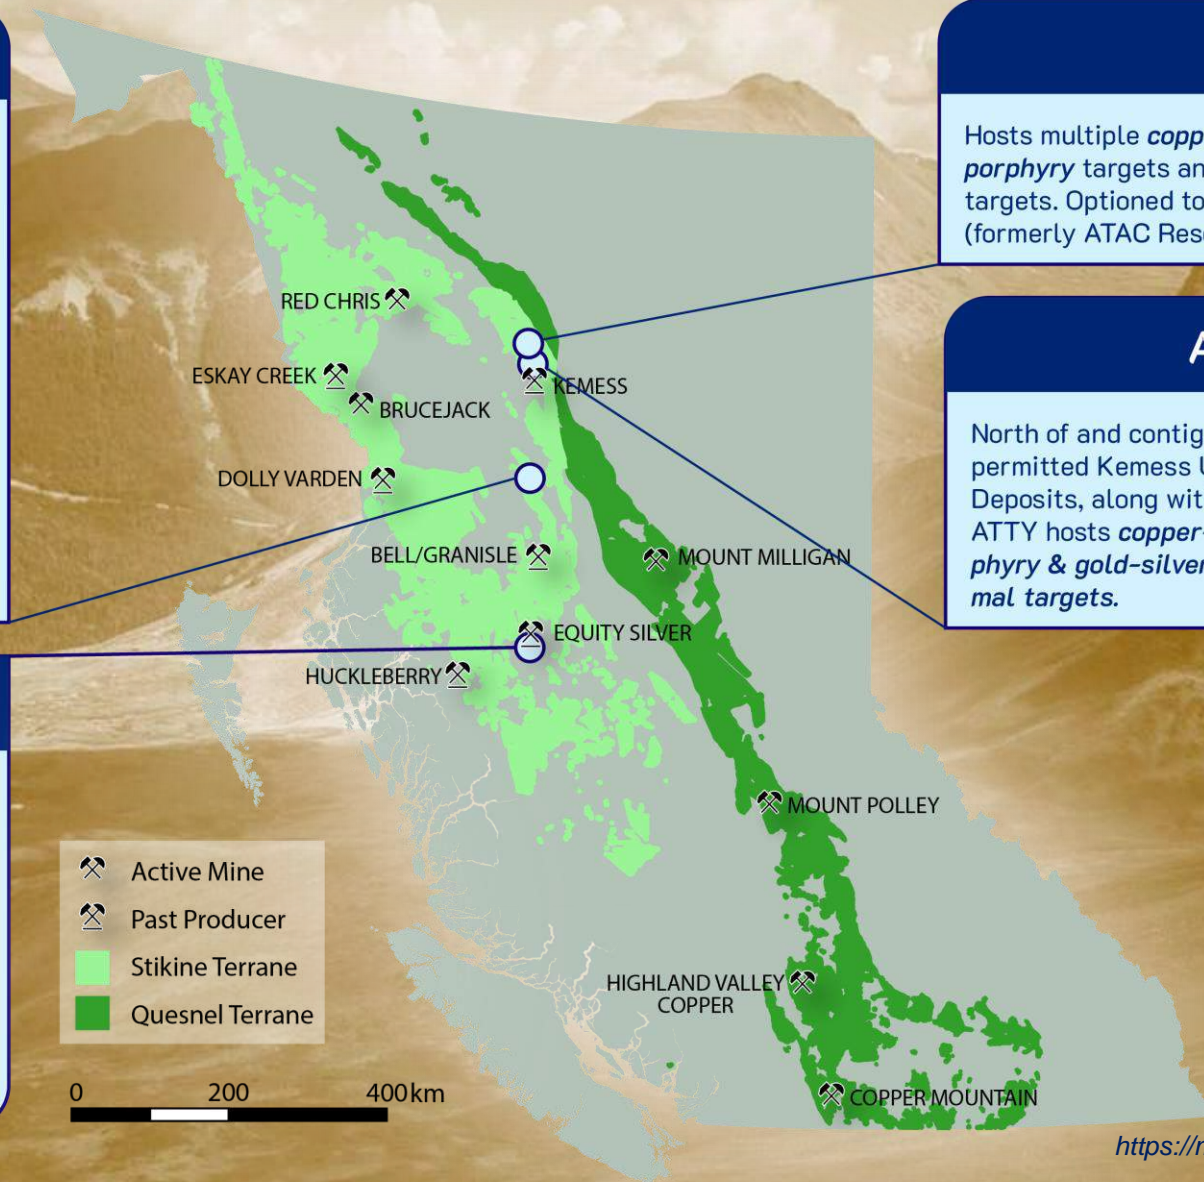 Hosts multiple copp
porphyry targets an
targets. Optioned to
(formerly ATAC Res
A
North of and contig
permitted Kemess U
Deposits, along wit
ATTY hosts copper-
phyry & gold-silver
mal targets.
RED CHRIS
ESKAY CREEK
KEMESS
BRUCEJACK
DOLLY VARDEN
BELL/GRANISLE
MOUNT MILLIGAN
EQUITY SILVER
HUCKLEBERRY
MOUNT POLLEY
HIGHLAND VALLEY
COPPER
COPPER MOUNTAIN
Active Mine
Past Producer
Stikine Terrane
Quesnel Terrane
0 200 400km
https://